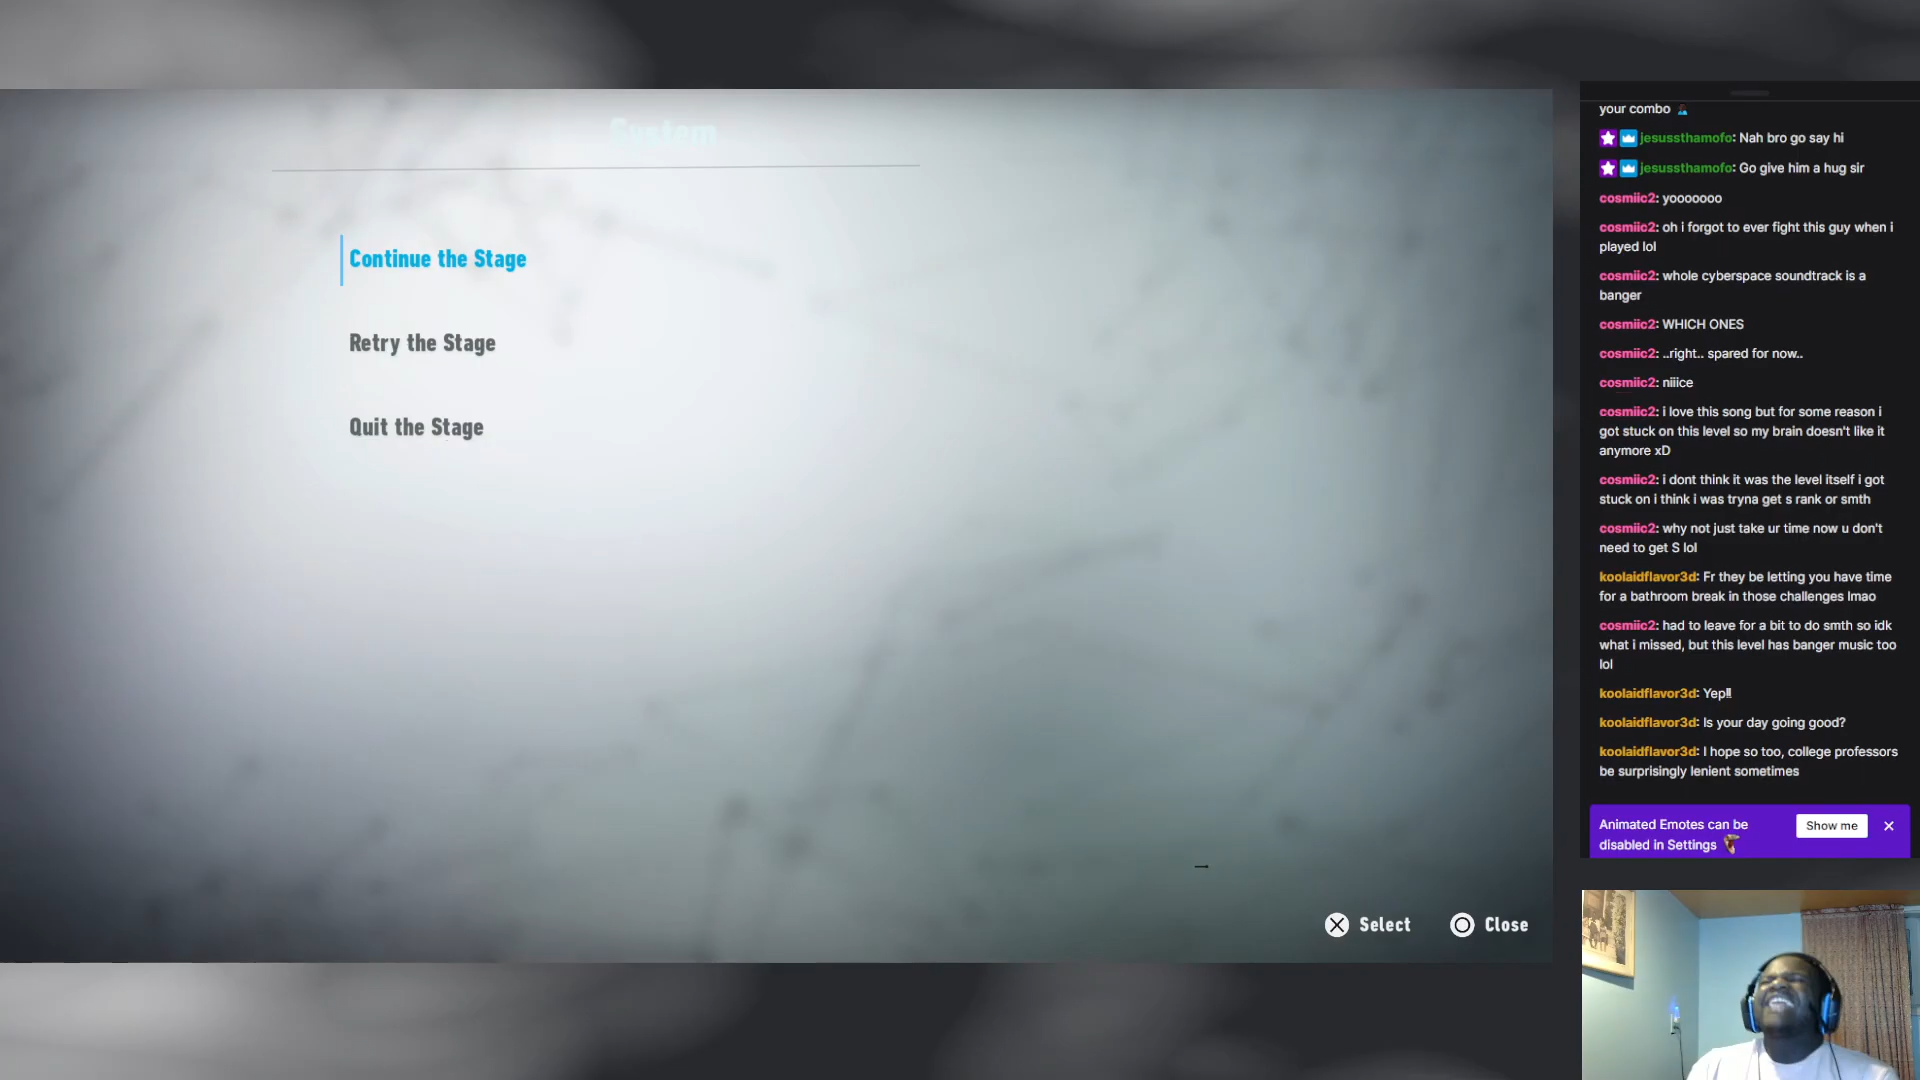 System
Continue the Stage
Retry the Stage
Quit the Stage
Select
Close
your combo
jesussthamofo: Nah bro go say hi
jesussthamofo: Go give him a hug sir
cosmiic2: yooooooo
cosmiic2: oh i forgot to ever fight this guy when i
played lol
cosmiic2: whole cyberspace soundtrack is a
banger
cosmiic2: WHICH ONES
cosmiic2: ..right.. spared for now..
cosmiic2: niiice
cosmiic2: i love this song but for some reason i
got stuck on this level so my brain doesn't like it
anymore xD
cosmiic2: i dont think it was the level itself i got
stuck on i think i was tryna get s rank or smth
cosmiic2: why not just take ur time now u don't
need to get S lol
koolaidflavor3d: Fr they be letting you have time
for a bathroom break in those challenges lmao
cosmiic2: had to leave for a bit to do smth so idk
what i missed, but this level has banger music too
lol
koolaidflavor3d: Yep!!
koolaidflavor3d: Is your day going good?
koolaidflavor3d: I hope so too, college professors
be surprisingly lenient sometimes
Animated Emotes can be
disabled in Settings
Show me